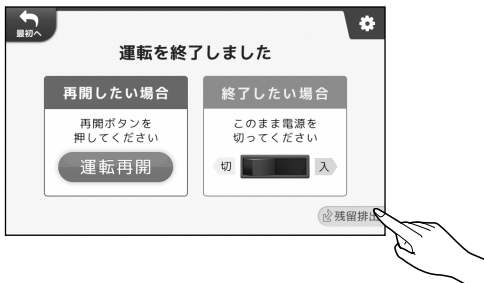 最初へ
運転を終了しました
再開したい場合
再開ボタンを
押してください
運転再開
終了したい場合
このまま電源を
切ってください
切
入
残留排出